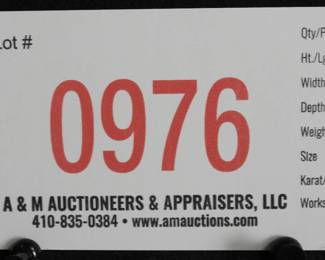 Lot #
0976
A & M AUCTIONEERS & APPRAISERS, LLC
410-835-0384 • www.amauctions.com
Qty/P
Ht./Lg
Width
Depth
Weigh
Size
Karat/
Works